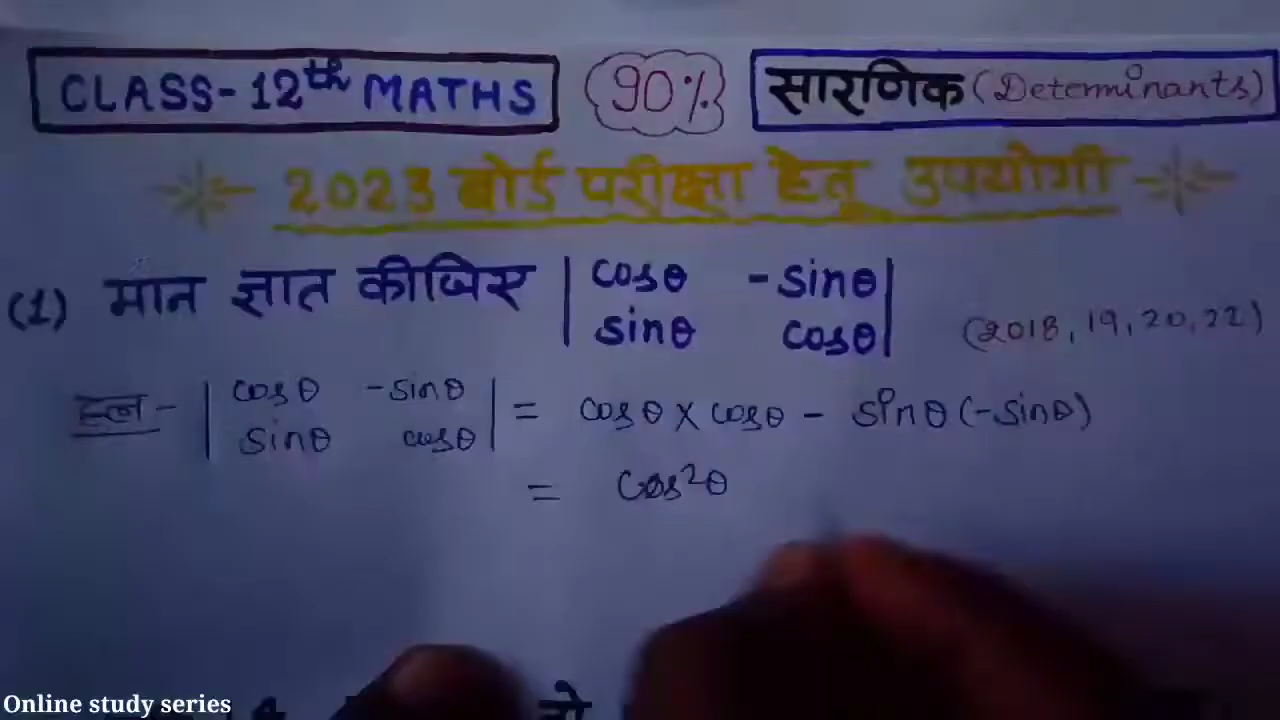 CLASS-12th MATHS 90% सारणिक (Determinants)
2023 बोर्ड परीक्षा हेतू उपयोगी
(1) मान ज्ञात कीजिए | cosθ -sinθ |
| sinθ cosθ | (2018, 19, 20, 22)
हल- | cosθ -sinθ | = cosθ × cosθ - sinθ (-sinθ)
| sinθ cosθ |
= cos²θ
Online study series